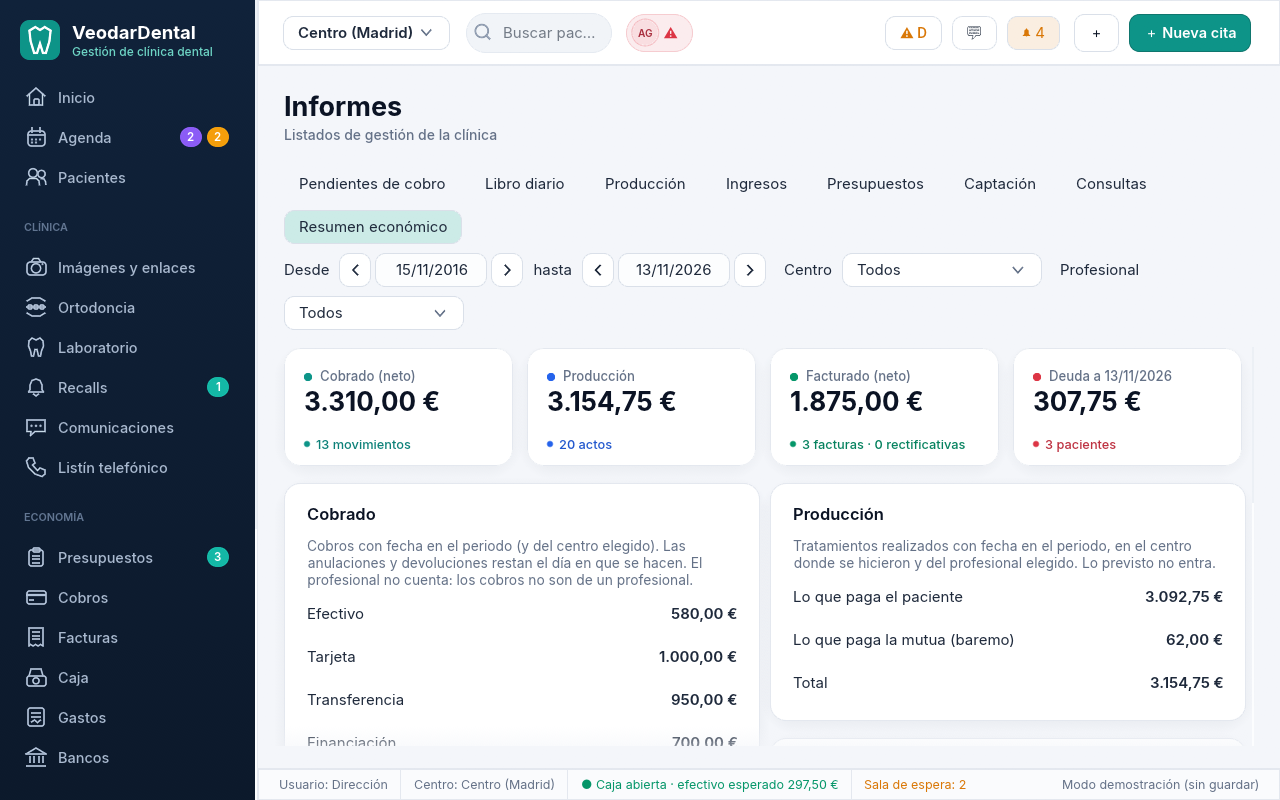 VeodarDental
Gestión de clínica dental
Inicio
Agenda 2 2
Pacientes
CLÍNICA
Imágenes y enlaces
Ortodoncia
Laboratorio
Recalls 1
Comunicaciones
Listín telefónico
ECONOMÍA
Presupuestos 3
Cobros
Facturas
Caja
Gastos
Bancos
Centro (Madrid)
Buscar pac...
AG
D
4
+
+ Nueva cita
Informes
Listados de gestión de la clínica
Pendientes de cobro Libro diario Producción Ingresos Presupuestos Captación Consultas
Resumen económico
Desde 15/11/2016 hasta 13/11/2026 Centro Todos Profesional
Todos
Cobrado (neto)
3.310,00 €
13 movimientos
Producción
3.154,75 €
20 actos
Facturado (neto)
1.875,00 €
3 facturas · 0 rectificativas
Deuda a 13/11/2026
307,75 €
3 pacientes
Cobrado
Cobros con fecha en el periodo (y del centro elegido). Las
anulaciones y devoluciones restan el día en que se hacen. El
profesional no cuenta: los cobros no son de un profesional.
Efectivo 580,00 €
Tarjeta 1.000,00 €
Transferencia 950,00 €
Financiación 700,00 €
Producción
Tratamientos realizados con fecha en el periodo, en el centro
donde se hicieron y del profesional elegido. Lo previsto no entra.
Lo que paga el paciente 3.092,75 €
Lo que paga la mutua (baremo) 62,00 €
Total 3.154,75 €
Usuario: Dirección
Centro: Centro (Madrid)
Caja abierta · efectivo esperado 297,50 €
Sala de espera: 2
Modo demostración (sin guardar)